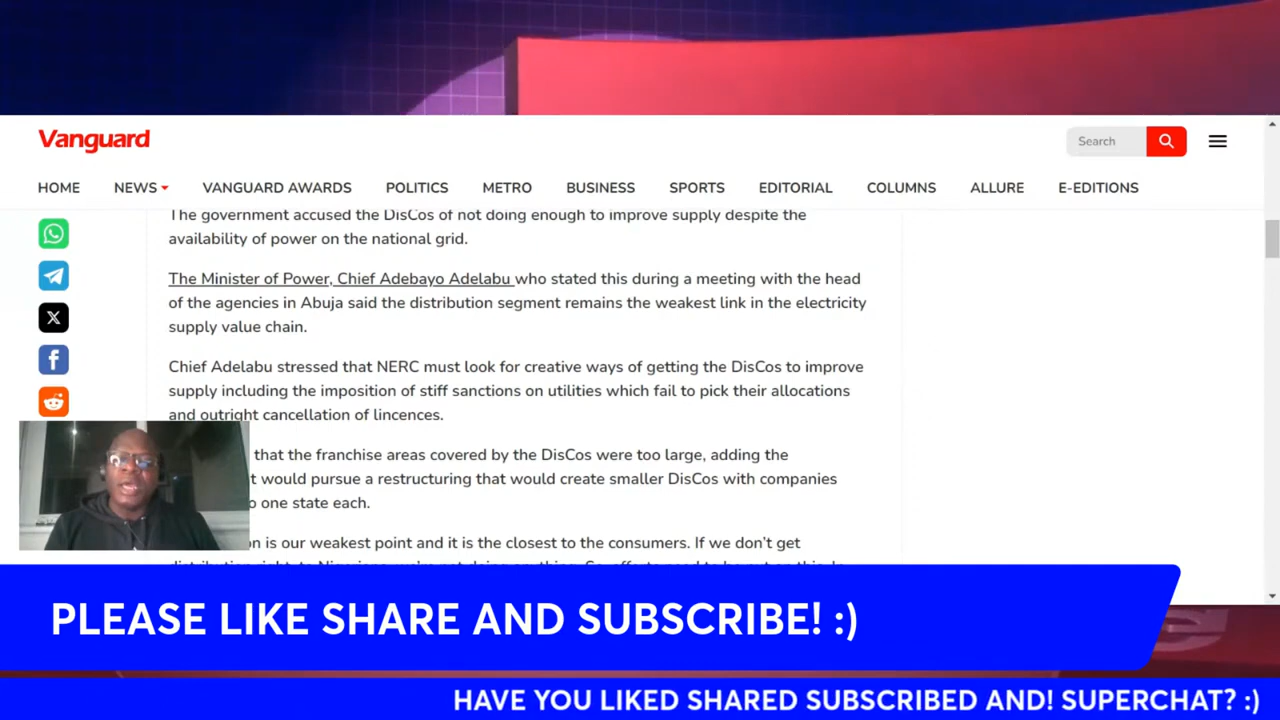 Vanguard
Search
HOME NEWS VANGUARD AWARDS POLITICS METRO BUSINESS SPORTS EDITORIAL COLUMNS ALLURE E-EDITIONS
The government accused the DisCos of not doing enough to improve supply despite the
availability of power on the national grid.
The Minister of Power, Chief Adebayo Adelabu who stated this during a meeting with the head
of the agencies in Abuja said the distribution segment remains the weakest link in the electricity
supply value chain.
Chief Adelabu stressed that NERC must look for creative ways of getting the DisCos to improve
supply including the imposition of stiff sanctions on utilities which fail to pick their allocations
and outright cancellation of lincences.
that the franchise areas covered by the DisCos were too large, adding the
would pursue a restructuring that would create smaller DisCos with companies
one state each.
is our weakest point and it is the closest to the consumers. If we don't get
PLEASE LIKE SHARE AND SUBSCRIBE! :)
HAVE YOU LIKED SHARED SUBSCRIBED AND! SUPERCHAT? :)